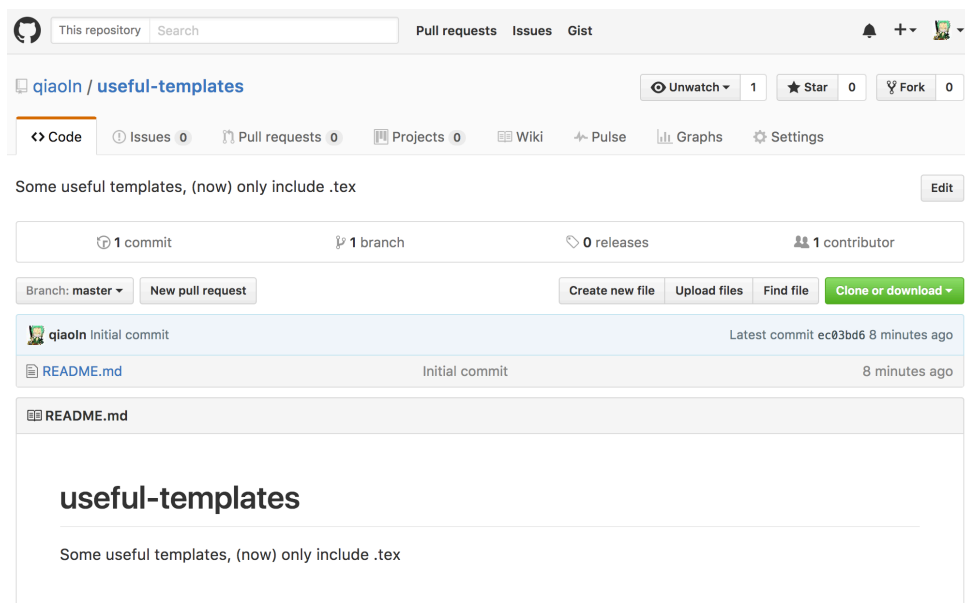 This repository Search Pull requests Issues Gist
qiaoln / useful-templates Unwatch 1 Star 0 Fork 0
Code Issues 0 Pull requests 0 Projects 0 Wiki Pulse Graphs Settings
Some useful templates, (now) only include .tex Edit
1 commit 1 branch 0 releases 1 contributor
Branch: master New pull request Create new file Upload files Find file Clone or download
qiaoln Initial commit Latest commit ec03bd6 8 minutes ago
README.md Initial commit 8 minutes ago
README.md
useful-templates
Some useful templates, (now) only include .tex